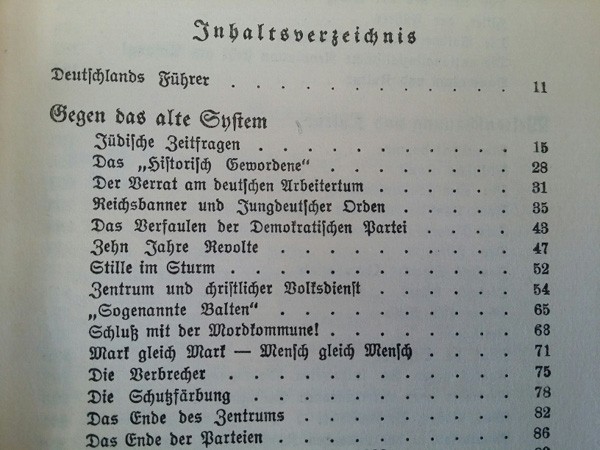 Inhaltsverzeichnis
Deutschlands Führer . . . . . . . . . . . . 11
Gegen das alte System
Jüdische Zeitfragen . . . . . . . . . . . 15
Das „Historisch Gewordene“ . . . . . . . . . 28
Der Verrat am deutschen Arbeitertum . . . . . . . 31
Reichsbanner und Jungdeutscher Orden . . . . . . 35
Das Verfaulen der Demokratischen Partei . . . . . 43
Zehn Jahre Revolte . . . . . . . . . . . 47
Stille im Sturm . . . . . . . . . . . . 52
Zentrum und christlicher Volksdienst . . . . . . . 54
„Sogenannte Balten“ . . . . . . . . . . . 65
Schluß mit der Mordkommune! . . . . . . . . 68
Mark gleich Mark — Mensch gleich Mensch . . . . 71
Die Verbrecher . . . . . . . . . . . . 75
Die Schutzfärbung . . . . . . . . . . . 78
Das Ende des Zentrums . . . . . . . . . 82
Das Ende der Parteien . . . . . . . . . . 86